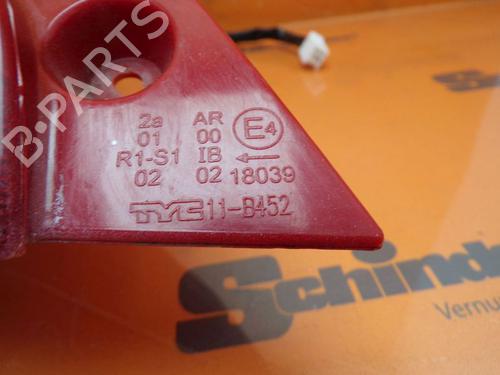 B-PARTS
2a AR
01 00 E4
R1-S1 IB ←
02 02 18039
TYC 11-B452
Schind
Vernu